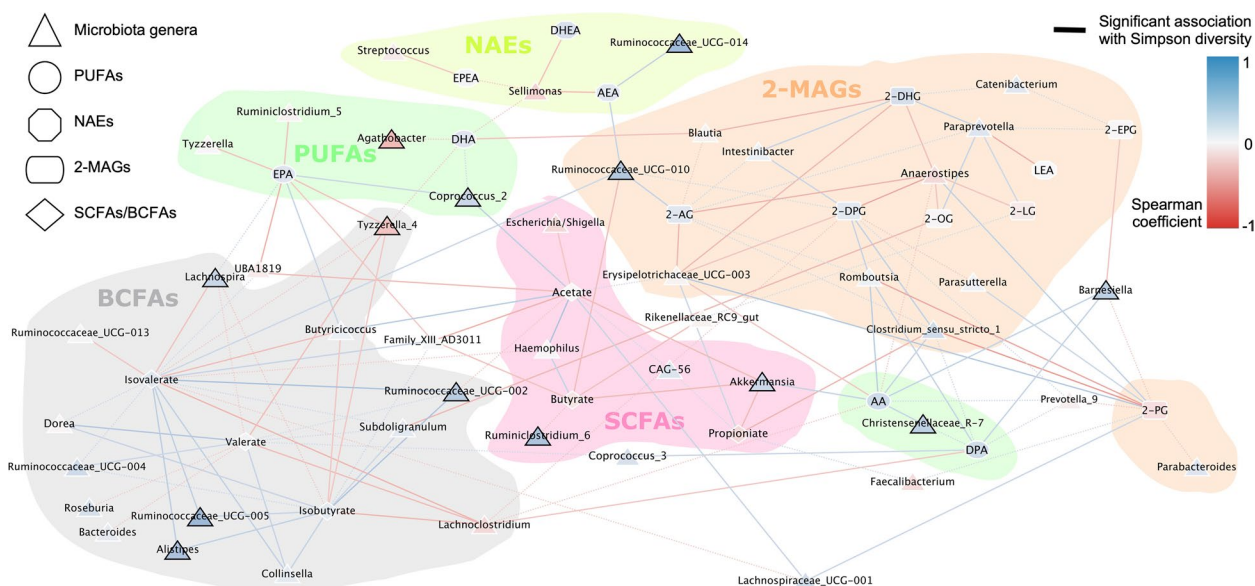 Microbiota genera
PUFAs
NAEs
2-MAGs
SCFAs/BCFAs
Significant association
with Simpson diversity
1
0
-1
Spearman
coefficient
DHEA
Streptococcus
NAEs
Ruminococcaceae_UCG-014
EPEA
Sellimonas
AEA
2-MAGs
2-DHG
Catenibacterium
Ruminiclostridium_5
Agathobacter
DHA
Blautia
Paraprevotella
2-EPG
Tyzzerella
PUFAs
Intestinibacter
EPA
Ruminococcaceae_UCG-010
Anaerostipes
LEA
Coprococcus_2
2-AG
2-DPG
2-OG
2-LG
Tyzzerella_4
Escherichia/Shigella
UBA1819
Lachnospira
Erysipelotrichaceae_UCG-003
Romboutsia
Parasutterella
BCFAs
Acetate
Barnesiella
Ruminococcaceae_UCG-013
Butyricicoccus
Rikenellaceae_RC9_gut
Clostridium_sensu_stricto_1
Family_XIII_AD3011
Haemophilus
Isovalerate
CAG-56
Ruminococcaceae_UCG-002
Akkermansia
Butyrate
AA
Prevotella_9
2-PG
Dorea
Subdoligranulum
SCFAs
Christensenellaceae_R-7
Valerate
Ruminiclostridium_6
Propioniate
Coprococcus_3
DPA
Ruminococcaceae_UCG-004
Parabacteroides
Faecalibacterium
Roseburia
Ruminococcaceae_UCG-005
Isobutyrate
Lachnoclostridium
Bacteroides
Alistipes
Collinsella
Lachnospiraceae_UCG-001